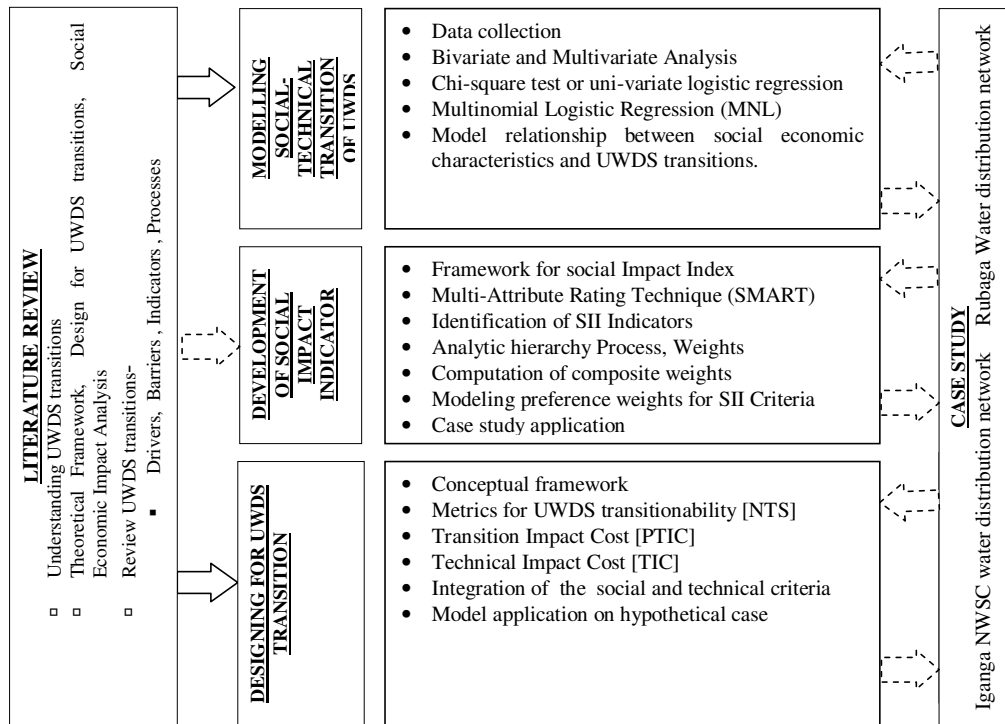 LITERATURE REVIEW
▫ Understanding UWDS transitions
▫ Theoretical Framework, Design for UWDS transitions, Social
Economic Impact Analysis
▫ Review UWDS transitions-
▪ Drivers, Barriers , Indicators , Processes
MODELLING
SOCIAL-
TECHNICAL
TRANSITION
OF UWDS
• Data collection
• Bivariate and Multivariate Analysis
• Chi-square test or uni-variate logistic regression
• Multinomial Logistic Regression (MNL)
• Model relationship between social economic
characteristics and UWDS transitions.
DEVELOPMENT
OF SOCIAL
IMPACT
INDICATOR
• Framework for social Impact Index
• Multi-Attribute Rating Technique (SMART)
• Identification of SII Indicators
• Analytic hierarchy Process, Weights
• Computation of composite weights
• Modeling preference weights for SII Criteria
• Case study application
DESIGNING FOR UWDS
TRANSITION
• Conceptual framework
• Metrics for UWDS transitionability [NTS]
• Transition Impact Cost [PTIC]
• Technical Impact Cost [TIC]
• Integration of the social and technical criteria
• Model application on hypothetical case
CASE STUDY
Iganga NWSC water distribution network Rubaga Water distribution network